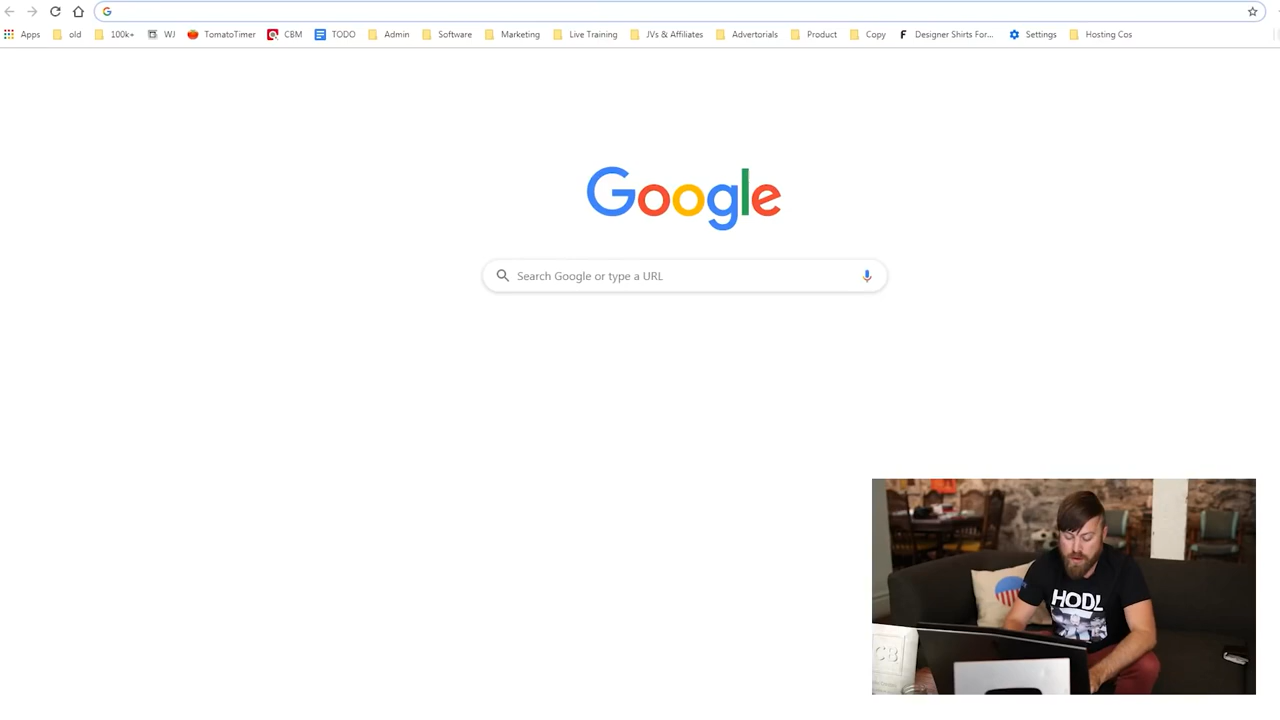 Apps old 100k+ WJ TomatoTimer CBM TODO Admin Software Marketing Live Training JVs & Affiliates Advertorials Product Copy Designer Shirts For... Settings Hosting Cos
Google
Search Google or type a URL
HODL
CB